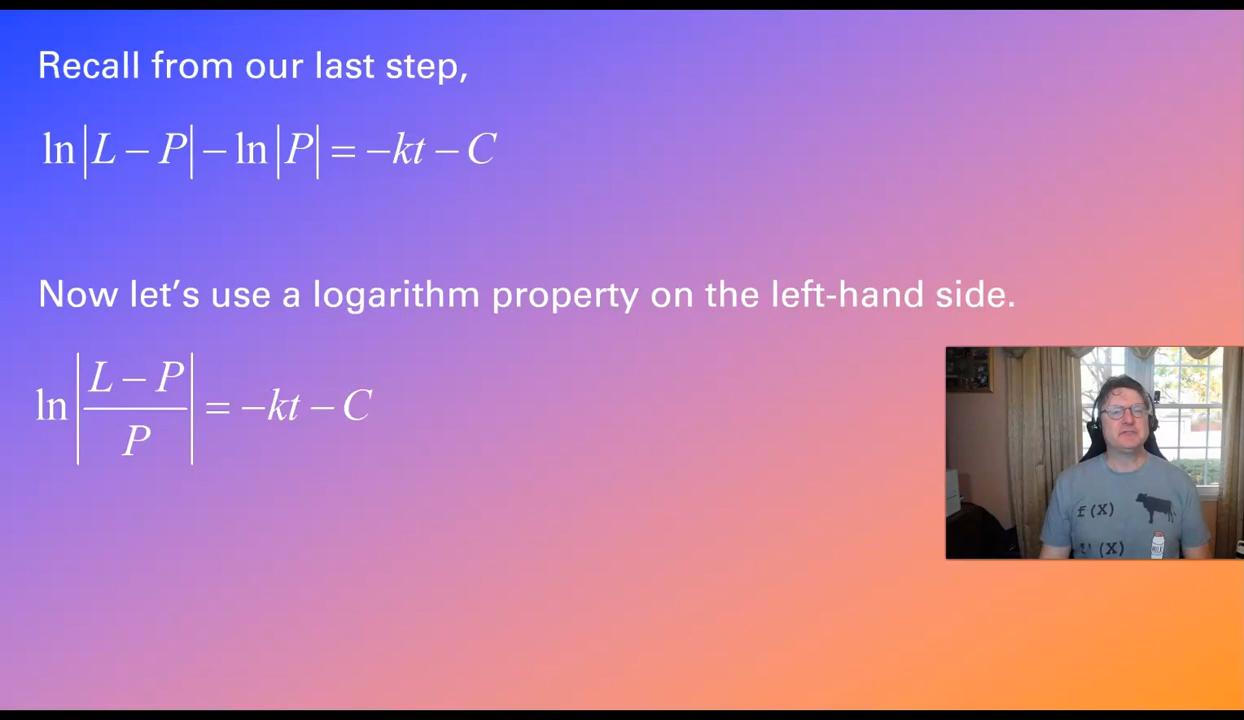 Recall from our last step,
ln|L − P| − ln|P| = −kt − C
Now let's use a logarithm property on the left-hand side.
ln|(L − P)/P| = −kt − C
f(X)
(X)